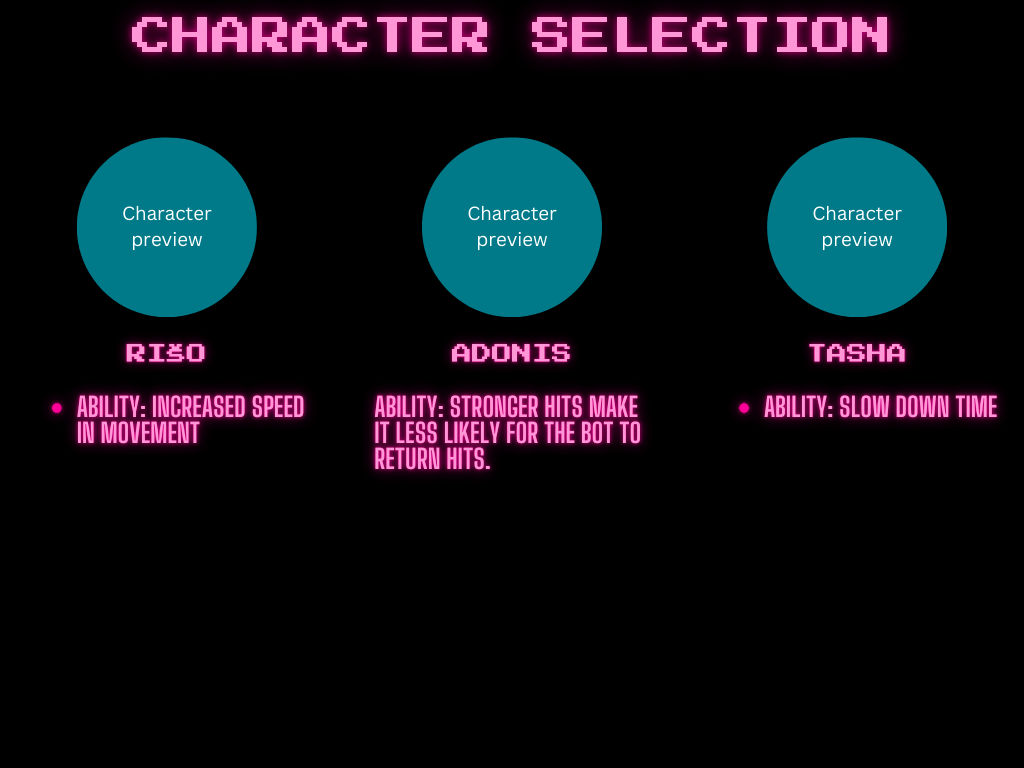 CHARACTER SELECTION
Character
preview
Character
preview
Character
preview
RIŠO
ADONIS
TASHA
• ABILITY: INCREASED SPEED
IN MOVEMENT
ABILITY: STRONGER HITS MAKE
IT LESS LIKELY FOR THE BOT TO
RETURN HITS.
• ABILITY: SLOW DOWN TIME